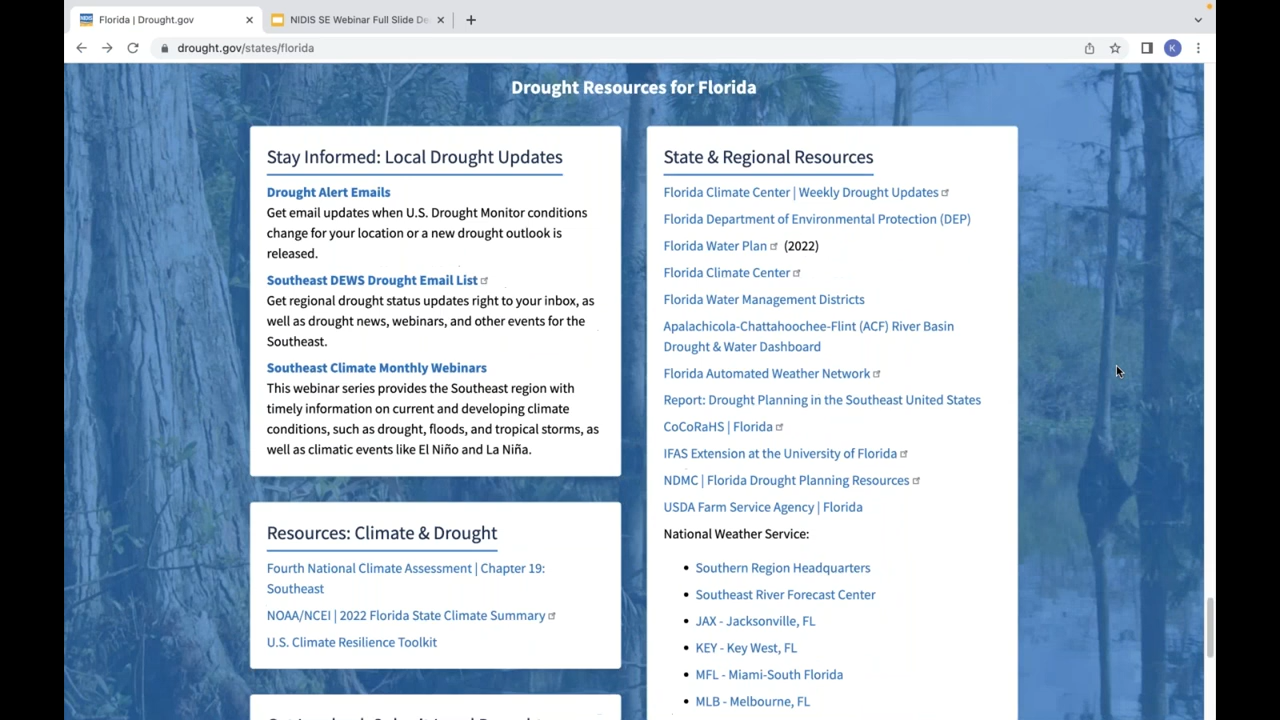 Florida | Drought.gov
NIDIS SE Webinar Full Slide De
drought.gov/states/florida
K
Drought Resources for Florida
Stay Informed: Local Drought Updates
Drought Alert Emails
Get email updates when U.S. Drought Monitor conditions
change for your location or a new drought outlook is
released.
Southeast DEWS Drought Email List
Get regional drought status updates right to your inbox, as
well as drought news, webinars, and other events for the
Southeast.
Southeast Climate Monthly Webinars
This webinar series provides the Southeast region with
timely information on current and developing climate
conditions, such as drought, floods, and tropical storms, as
well as climatic events like El Niño and La Niña.
Resources: Climate & Drought
Fourth National Climate Assessment | Chapter 19:
Southeast
NOAA/NCEI | 2022 Florida State Climate Summary
U.S. Climate Resilience Toolkit
State & Regional Resources
Florida Climate Center | Weekly Drought Updates
Florida Department of Environmental Protection (DEP)
Florida Water Plan (2022)
Florida Climate Center
Florida Water Management Districts
Apalachicola-Chattahoochee-Flint (ACF) River Basin
Drought & Water Dashboard
Florida Automated Weather Network
Report: Drought Planning in the Southeast United States
CoCoRaHS | Florida
IFAS Extension at the University of Florida
NDMC | Florida Drought Planning Resources
USDA Farm Service Agency | Florida
National Weather Service:
Southern Region Headquarters
Southeast River Forecast Center
JAX - Jacksonville, FL
KEY - Key West, FL
MFL - Miami-South Florida
MLB - Melbourne, FL